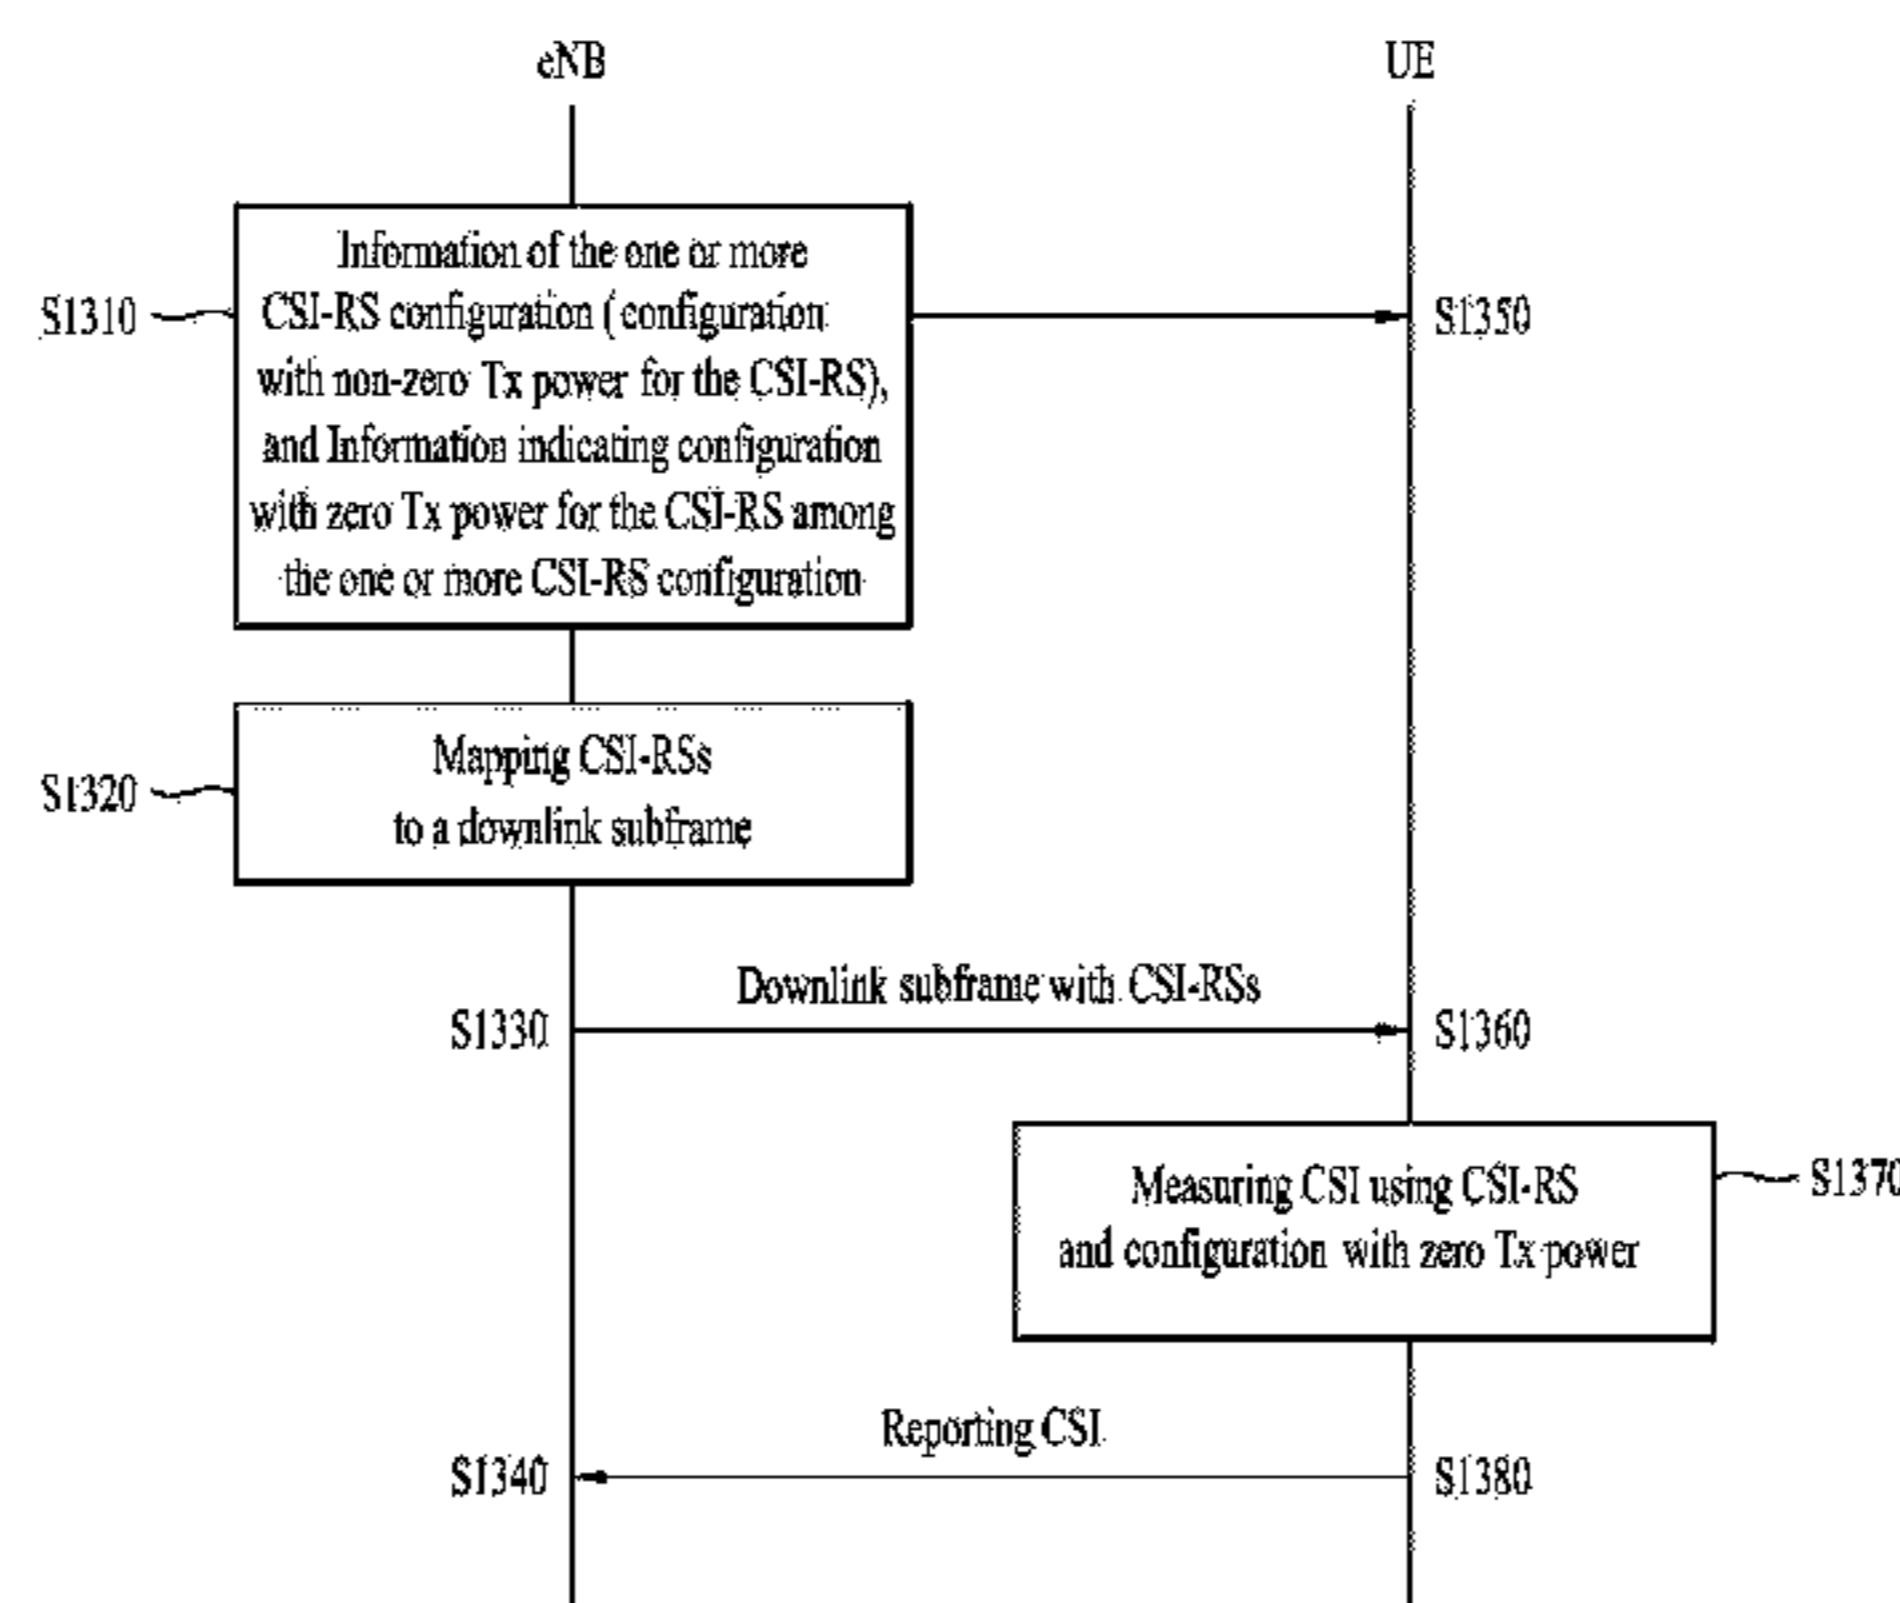 eNB
UE
Information of the one or more
CSI-RS configuration (configuration
with non-zero Tx power for the CSI-RS),
and Information indicating configuration
with zero Tx power for the CSI-RS among
the one or more CSI-RS configuration
S1310
S1350
Mapping CSI-RSs
to a downlink subframe
S1320
Downlink subframe with CSI-RSs
S1330
S1360
Measuring CSI using CSI-RS
and configuration with zero Tx power
S1370
Reporting CSI
S1340
S1380